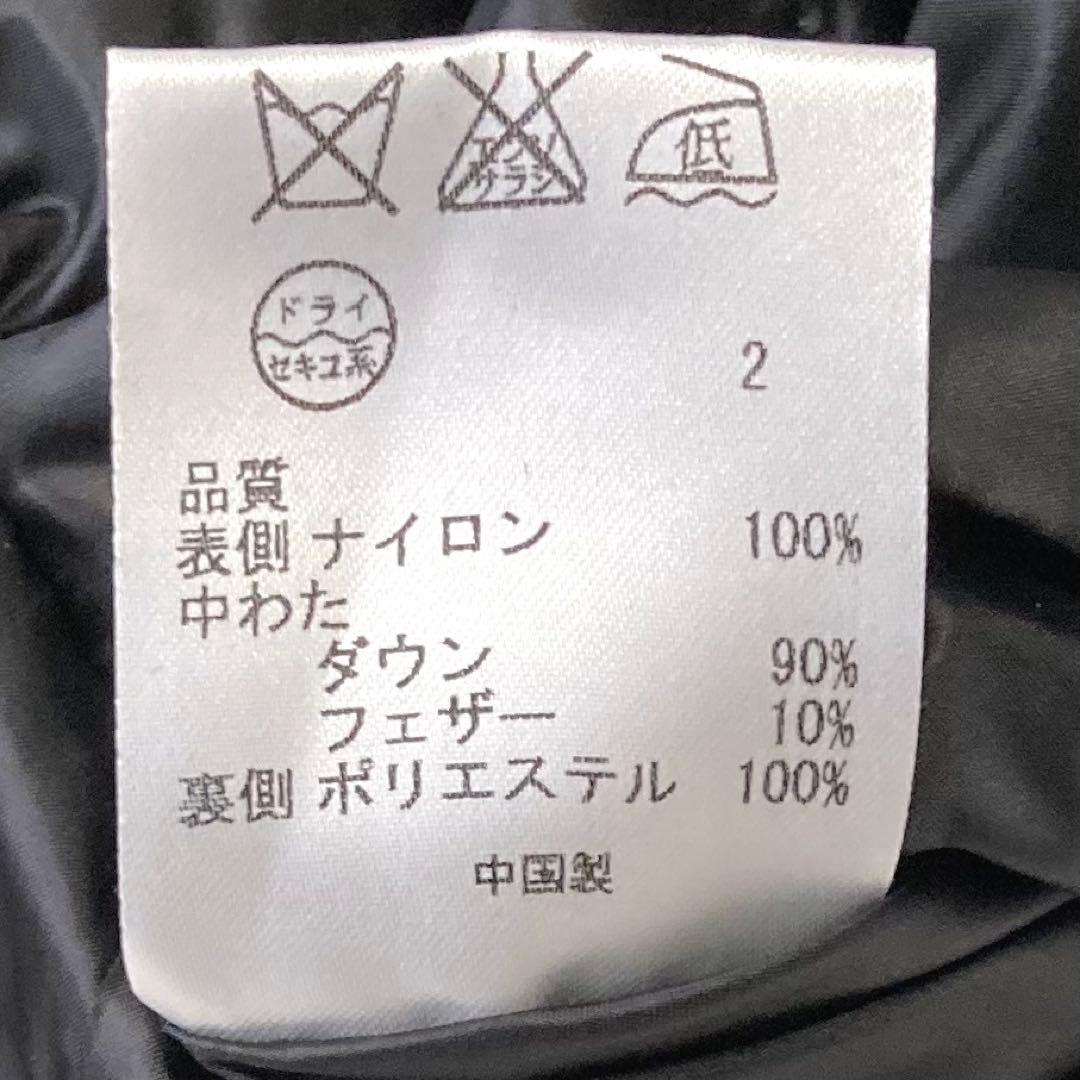 エンソ 低
サラシ
ドライ
セキユ系
2
品質
表側 ナイロン 100%
中わた
ダウン 90%
フェザー 10%
裏側 ポリエステル 100%
中国製